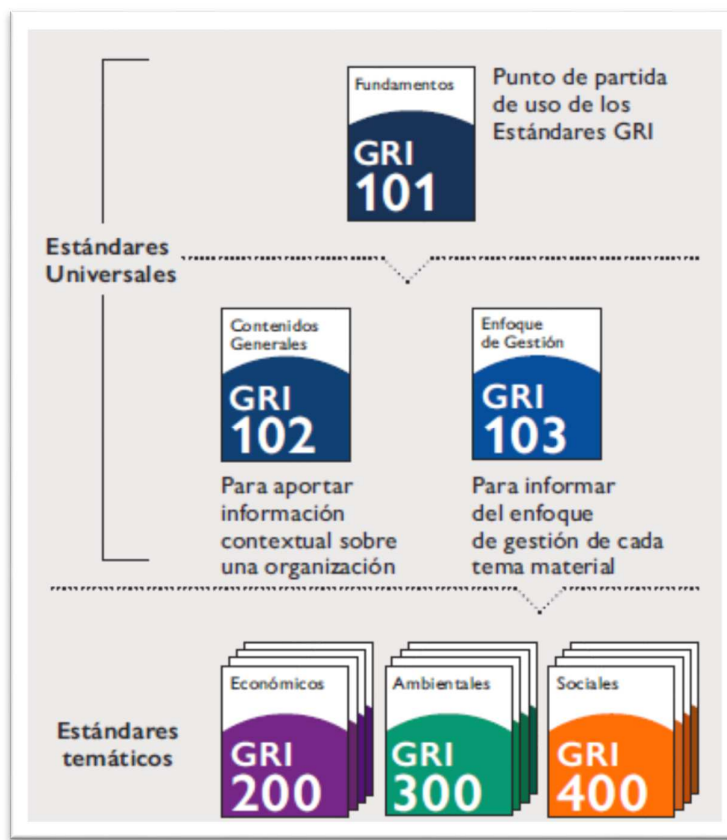 Fundamentos
GRI
101
Punto de partida
de uso de los
Estándares GRI
Estándares
Universales
Contenidos
Generales
GRI
102
Enfoque
de Gestión
GRI
103
Para aportar
información
contextual sobre
una organización
Para informar
del enfoque
de gestión de cada
tema material
Estándares
temáticos
Económicos
GRI
200
Ambientales
GRI
300
Sociales
GRI
400